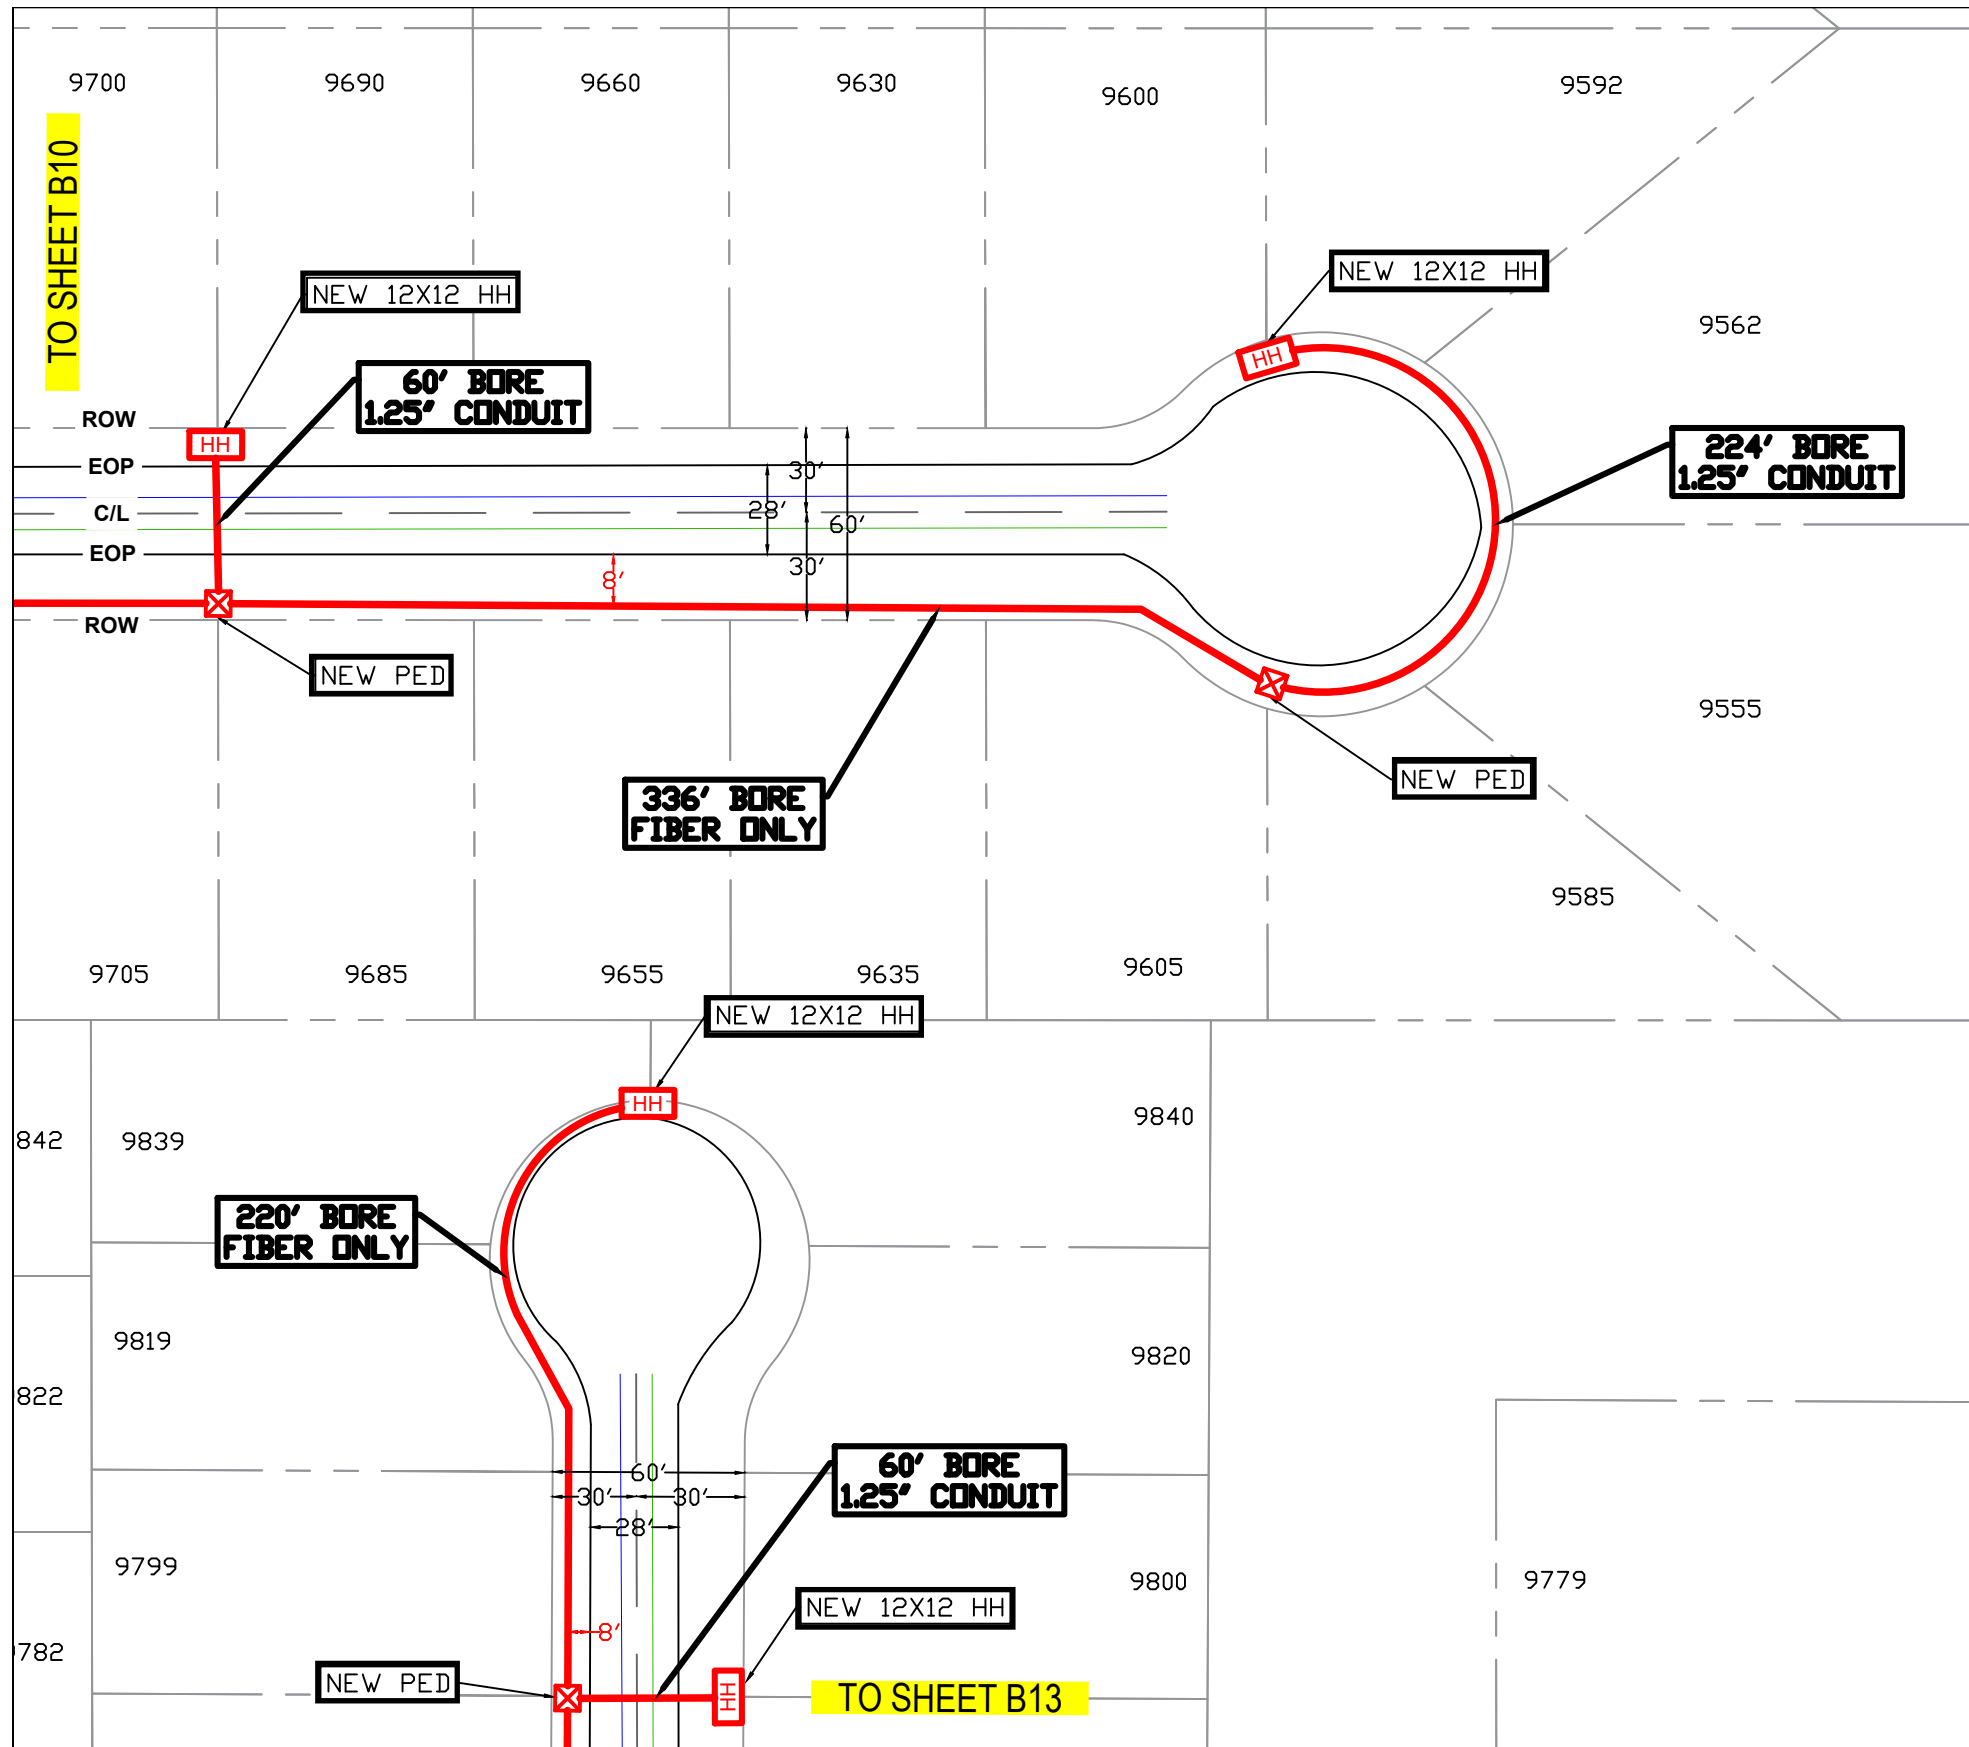 9700
9690
9660
9630
9600
9592
TO SHEET B10
NEW 12X12 HH
NEW 12X12 HH
9562
60' BORE
1.25" CONDUIT
HH
ROW
HH
224' BORE
1.25" CONDUIT
EOP
30'
28'
60'
C/L
EOP
30'
8'
ROW
NEW PED
9555
NEW PED
336' BORE
FIBER ONLY
9585
9705
9685
9655
9635
9605
NEW 12X12 HH
HH
842
9839
9840
220' BORE
FIBER ONLY
9819
9820
822
60'
30'
30'
28'
60' BORE
1.25" CONDUIT
9799
9800
9779
NEW 12X12 HH
8'
782
NEW PED
HH
TO SHEET B13